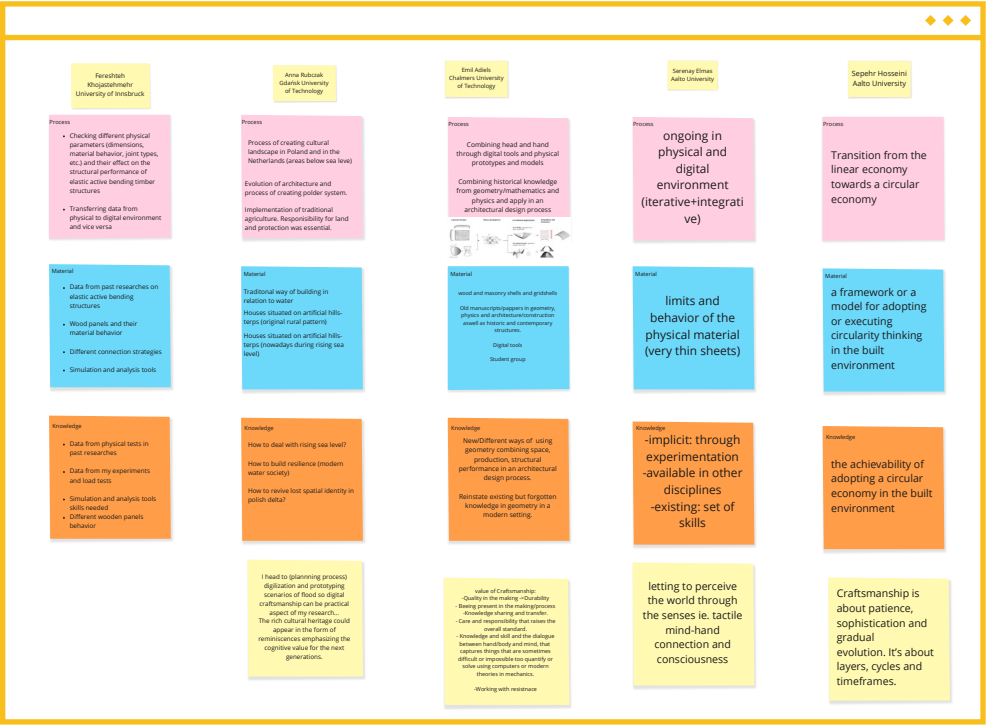 Fereshteh
Khojastehmehr
University of Innsbruck
Process
• Checking different physical
parameters (dimensions,
material behavior, joint types,
etc.) and their effect on the
structural performance of
elastic active bending timber
structures
• Transferring data from
physical to digital environment
and vice versa
Material
• Data from past researches on
elastic active bending
structures
• Wood panels and their
material behavior
• Different connection strategies
• Simulation and analysis tools
Knowledge
• Data from physical tests in
past researches
• Data from my experiments
and load tests
• Simulation and analysis tools
skills needed
• Different wooden panels
behavior
Anna Rubczak
Gdańsk University
of Technology
Process
Process of creating cultural
landscape in Poland and in the
Netherlands (areas below sea leve)
Evolution of architecture and
process of creating polder system.
Implementation of traditional
agriculture. Responisibility for land
and protection was essential.
Material
Traditonal way of building in
relation to water
Houses situated on artificial hills-
terps (original rural pattern)
Houses situated on artificial hills-
terps (nowadays during rising sea
level)
Knowledge
How to deal with rising sea level?
How to build resilience (modern
water society)
How to revive lost spatial identity in
polish delta?
I head to (plannning process)
digilization and prototyping
scenarios of flood so digital
craftsmanship can be practical
aspect of my research...
The rich cultural heritage could
appear in the form of
reminiscences emphasizing the
cognitive value for the next
generations.
Emil Adiels
Chalmers University
of Technology
Process
Combining head and hand
through digital tools and physical
prototypes and models
Combining historical knowledge
from geometry/mathematics and
physics and apply in an
architectural design process
Material
wood and masonry shells and gridshells
Old manuscripts/pappers in geometry,
physics and architecture/construction
aswell as historic and contemporary
structures.
Digital tools
Student group
Knowledge
New/Different ways of using
geometry combining space,
production, structural
performance in an architectural
design process.
Reinstate existing but forgotten
knowledge in geometry in a
modern setting.
value of Craftsmanship:
-Quality in the making ->Durability
- Beeing present in the making/process
-Knowledge sharing and transfer.
- Care and responsibility that raises the
overall standard.
- Knowledge and skill and the dialogue
between hand/body and mind, that
captures things that are sometimes
difficult or impossible too quantify or
solve using computers or modern
theories in mechanics.
-Working with resistnace
Serenay Elmas
Aalto University
Process
ongoing in
physical and
digital
environment
(iterative+integrati
ve)
Material
limits and
behavior of the
physical material
(very thin sheets)
Knowledge
-implicit: through
experimentation
-available in other
disciplines
-existing: set of
skills
letting to perceive
the world through
the senses ie. tactile
mind-hand
connection and
consciousness
Sepehr Hosseini
Aalto University
Process
Transition from the
linear economy
towards a circular
economy
Material
a framework or a
model for adopting
or executing
circularity thinking
in the built
environment
Knowledge
the achievability of
adopting a circular
economy in the built
environment
Craftsmanship is
about patience,
sophistication and
gradual
evolution. It's about
layers, cycles and
timeframes.